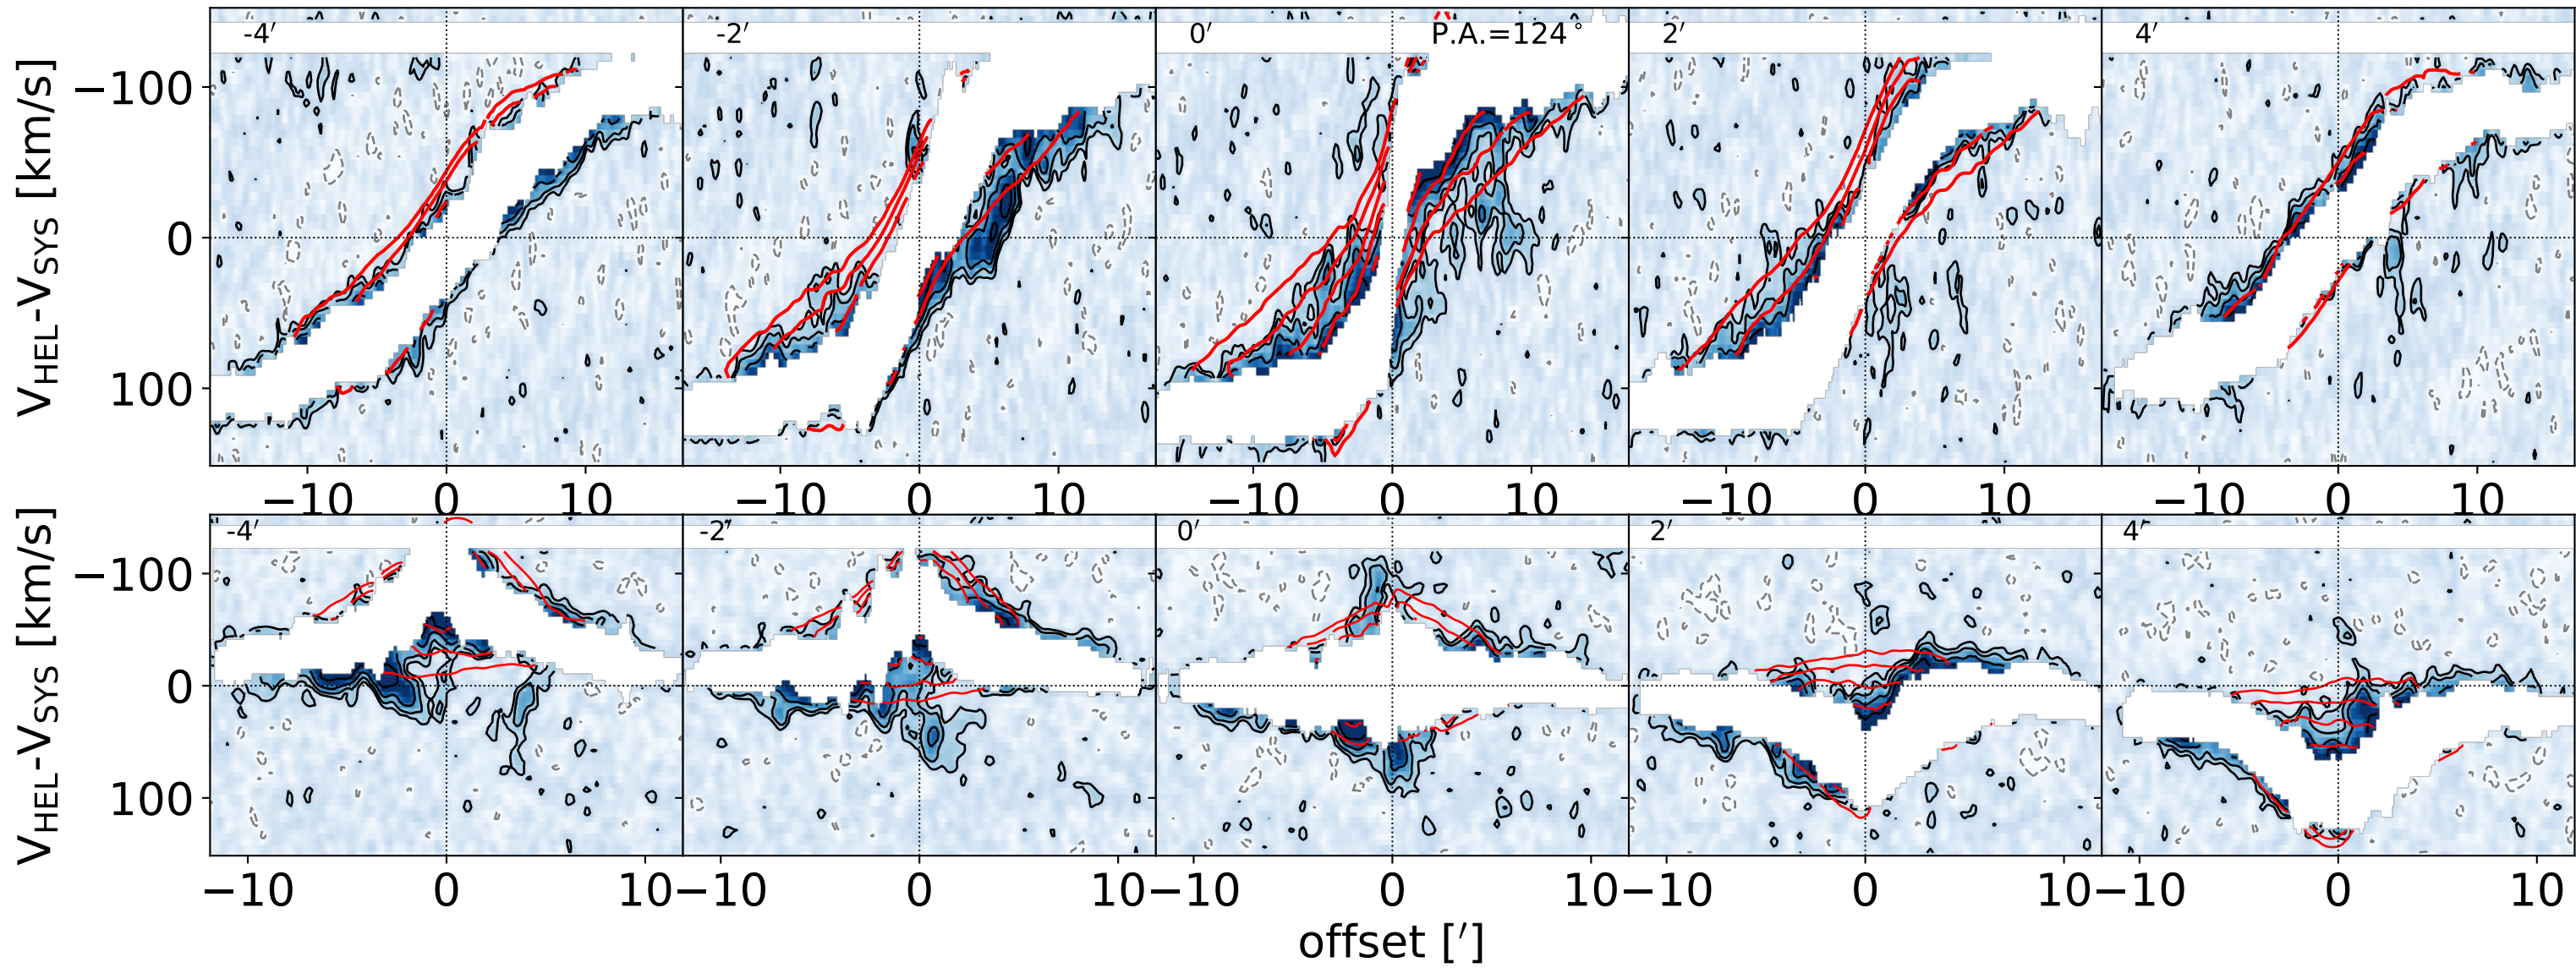 -4′ -2′ 0′ P.A.=124° 2′ 4′
V_HEL-V_SYS [km/s]
−100
0
100
−10 0 10 −10 0 10 −10 0 10 −10 0 10 −10 0 10
-4′ -2′ 0′ 2′ 4′
V_HEL-V_SYS [km/s]
−100
0
100
−10 0 10 −10 0 10 −10 0 10 −10 0 10 −10 0 10
offset [′]